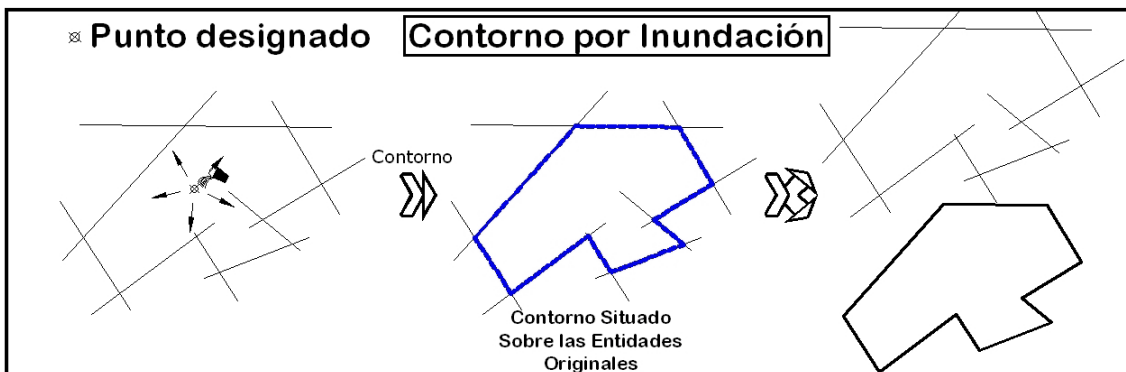 Punto designado
Contorno por Inundación
Contorno
Contorno Situado
Sobre las Entidades
Originales